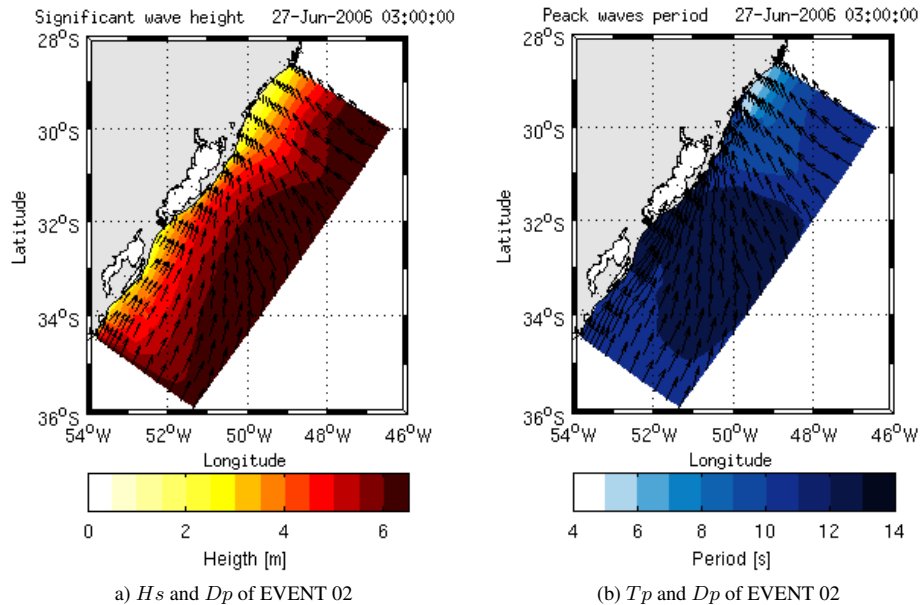 Significant wave height 27-Jun-2006 03:00:00
28°S
30°S
32°S
34°S
36°S
Latitude
54°W 52°W 50°W 48°W 46°W
Longitude
0 2 4 6
Heigth [m]
a) Hs and Dp of EVENT 02
Peack waves period 27-Jun-2006 03:00:00
28°S
30°S
32°S
34°S
36°S
Latitude
54°W 52°W 50°W 48°W 46°W
Longitude
4 6 8 10 12 14
Period [s]
(b) Tp and Dp of EVENT 02